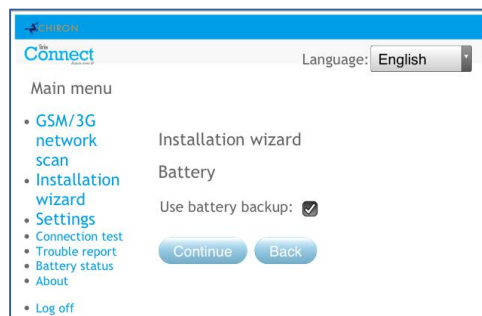 CHIRON
iris
Connect
Language: English
Main menu
• GSM/3G
network
scan
• Installation
wizard
• Settings
• Connection test
• Trouble report
• Battery status
• About
• Log off
Installation wizard
Battery
Use battery backup:
Continue Back